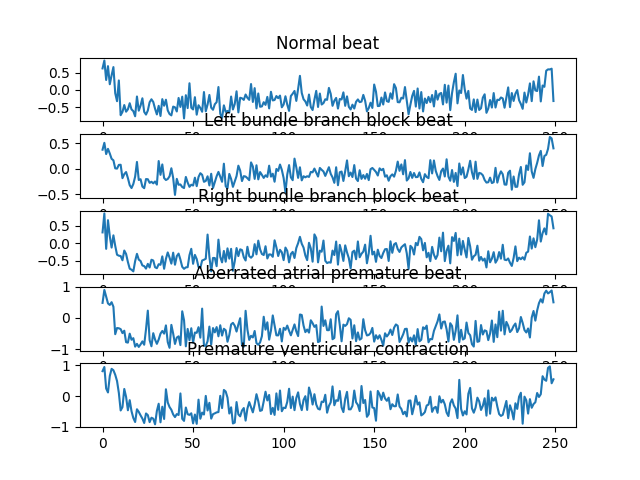 Normal beat
0.5
0.0
−0.5
Left bundle branch block beat
0.5
0.0
−0.5
Right bundle branch block beat
0.5
0.0
−0.5
Aberrated atrial premature beat
1
0
−1
Premature ventricular contraction
1
0
−1
0 50 100 150 200 250